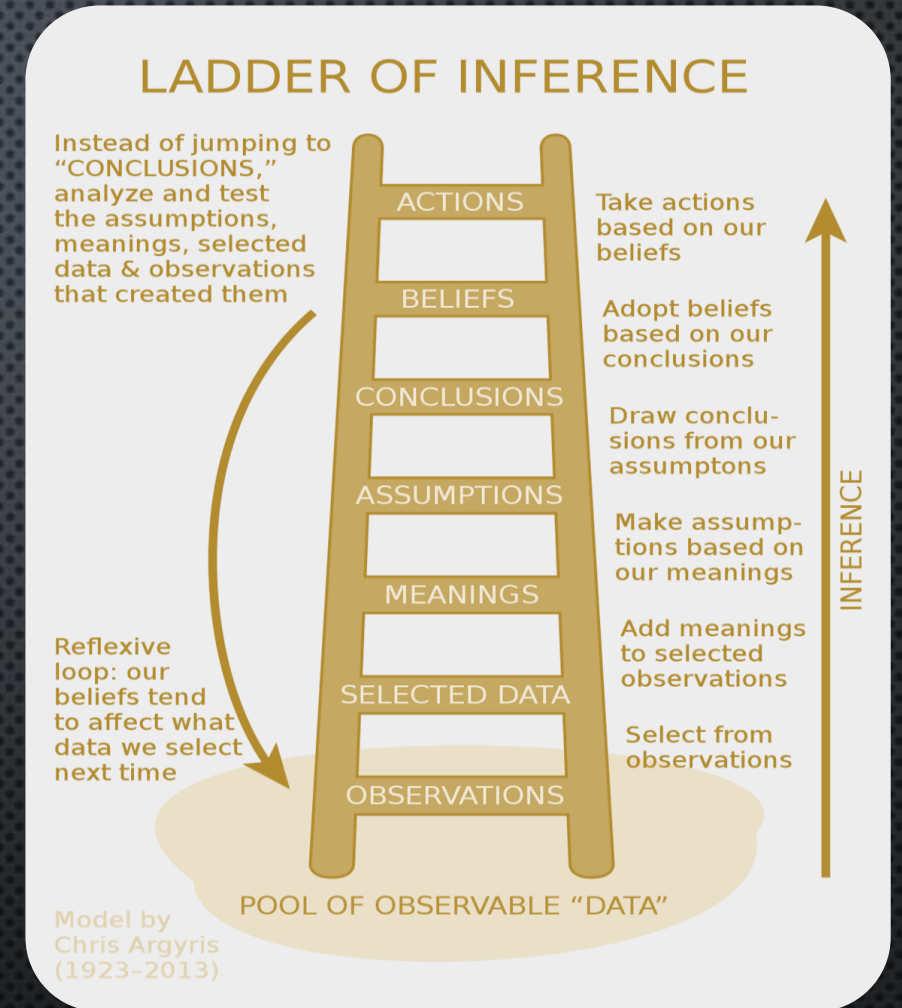 LADDER OF INFERENCE
Instead of jumping to
“CONCLUSIONS,”
analyze and test
the assumptions,
meanings, selected
data & observations
that created them
ACTIONS
BELIEFS
CONCLUSIONS
ASSUMPTIONS
MEANINGS
SELECTED DATA
OBSERVATIONS
Take actions
based on our
beliefs
Adopt beliefs
based on our
conclusions
Draw conclu-
sions from our
assumptons
Make assump-
tions based on
our meanings
Add meanings
to selected
observations
Select from
observations
INFERENCE
Reflexive
loop: our
beliefs tend
to affect what
data we select
next time
POOL OF OBSERVABLE “DATA”
Model by
Chris Argyris
(1923–2013)